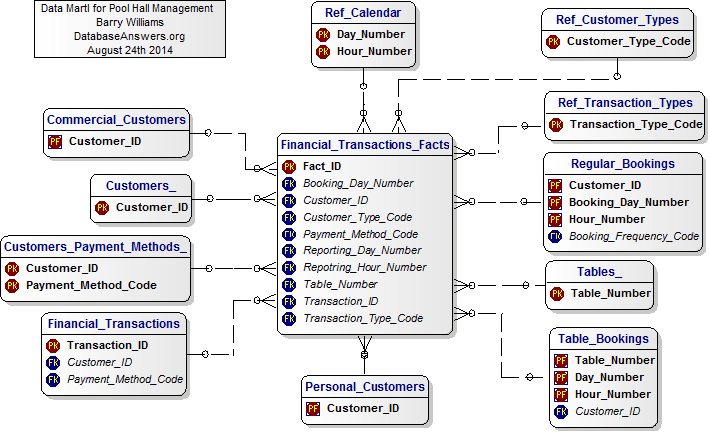 Data Martl for Pool Hall Management
Barry Williams
DatabaseAnswers.org
August 24th 2014
Ref_Calendar
PK Day_Number
PK Hour_Number
Ref_Customer_Types
PK Customer_Type_Code
Commercial_Customers
PF Customer_ID
Ref_Transaction_Types
PK Transaction_Type_Code
Financial_Transactions_Facts
PK Fact_ID
FK Booking_Day_Number
FK Customer_ID
FK Customer_Type_Code
FK Payment_Method_Code
FK Reporting_Day_Number
FK Repotring_Hour_Number
FK Table_Number
FK Transaction_ID
FK Transaction_Type_Code
Customers_
PK Customer_ID
Regular_Bookings
PF Customer_ID
PF Booking_Day_Number
PF Hour_Number
FK Booking_Frequency_Code
Customers_Payment_Methods_
PK Customer_ID
PK Payment_Method_Code
Tables_
PK Table_Number
Financial_Transactions
PK Transaction_ID
FK Customer_ID
FK Payment_Method_Code
Table_Bookings
PF Table_Number
PF Day_Number
PF Hour_Number
FK Customer_ID
Personal_Customers
PF Customer_ID